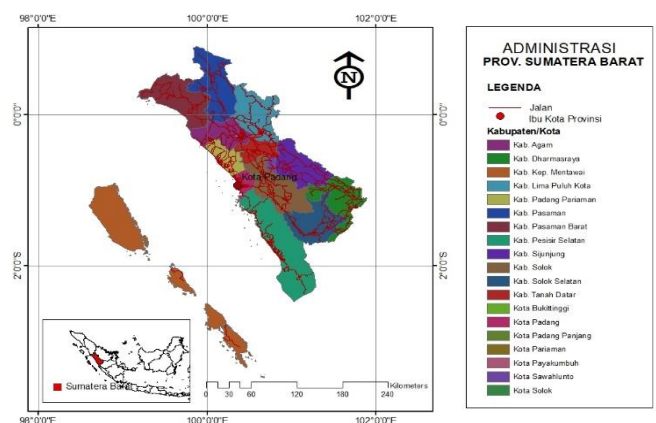 98°0'0"E
100°0'0"E
102°0'0"E
0°0'0"
0°0'0"
2°0'0"S
2°0'0"S
N
Kota Padang
Sumatera Barat
0 15 30 60 120 180 240
Kilometers
98°0'0"E
100°0'0"E
102°0'0"E
ADMINISTRASI
PROV. SUMATERA BARAT
LEGENDA
Jalan
Ibu Kota Provinsi
Kabupaten/Kota
Kab. Agam
Kab. Dharmasraya
Kab. Kep. Mentawai
Kab. Lima Puluh Kota
Kab. Padang Pariaman
Kab. Pasaman
Kab. Pasaman Barat
Kab. Pesisir Selatan
Kab. Sijunjung
Kab. Solok
Kab. Solok Selatan
Kab. Tanah Datar
Kota Bukittinggi
Kota Padang
Kota Padang Panjang
Kota Pariaman
Kota Payakumbuh
Kota Sawahlunto
Kota Solok